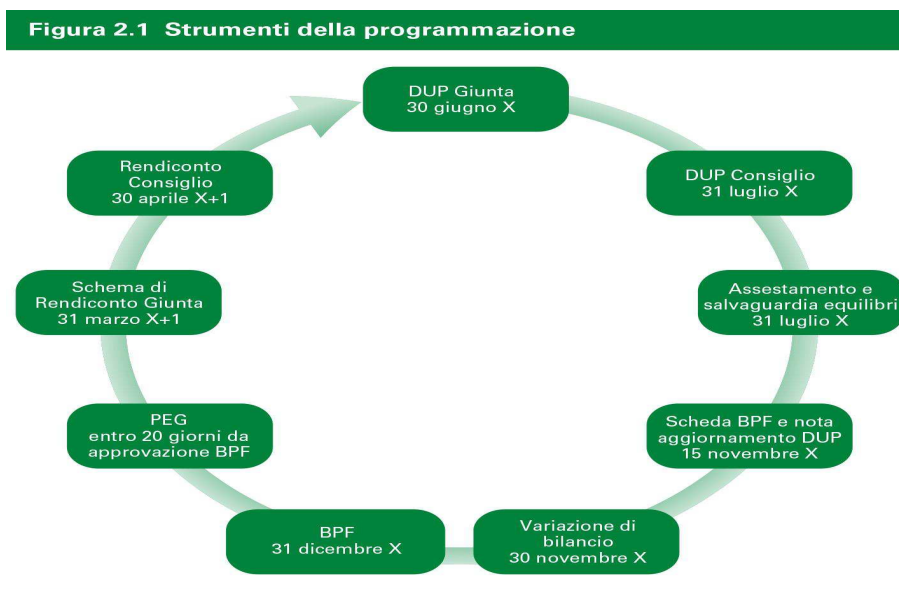 Figura 2.1 Strumenti della programmazione
DUP Giunta
30 giugno X
DUP Consiglio
31 luglio X
Assestamento e
salvaguardia equilibri
31 luglio X
Scheda BPF e nota
aggiornamento DUP
15 novembre X
Variazione di
bilancio
30 novembre X
BPF
31 dicembre X
PEG
entro 20 giorni da
approvazione BPF
Schema di
Rendiconto Giunta
31 marzo X+1
Rendiconto
Consiglio
30 aprile X+1